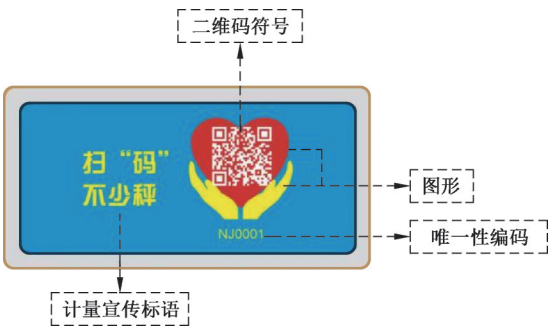 二维码符号
扫“码”
不少秤
图形
NJ0001
唯一性编码
计量宣传标语